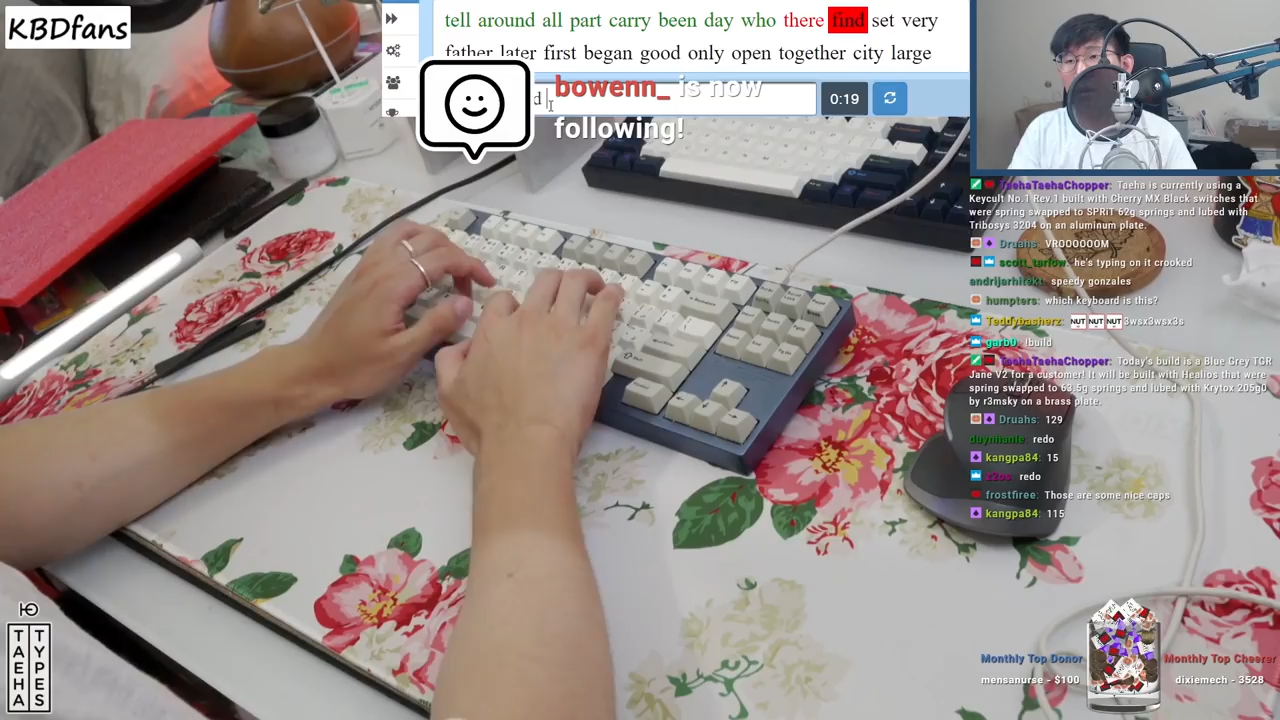 KBDfans
tell around all part carry been day who there find set very
father later first began good only open together city large
d
0:19
bowenn_ is now
following!
TaehaTaehaChopper: Taeha is currently using a
Keycult No.1 Rev.1 built with Cherry MX Black switches that
were spring swapped to SPRiT 62g springs and lubed with
Tribosys 3204 on an aluminum plate.
Druahs: VROOOOOOM
scott_tarlow: he's typing on it crooked
andrijarhitekt: speedy gonzales
humpters: which keyboard is this?
Teddybasherz: NUT NUT NUT 3wsx3wsx3s
garb0: !build
TaehaTaehaChopper: Today's build is a Blue Grey TGR
Jane V2 for a customer! It will be built with Healios that were
spring swapped to 63.5g springs and lubed with Krytox 205g0
by r3msky on a brass plate.
Druahs: 129
redo
kangpa84: 15
redo
frostfiree: Those are some nice caps
kangpa84: 115
TAEHA
TYPES
Monthly Top Donor
mensanurse - $100
Monthly Top Cheerer
dixiemech - 3528